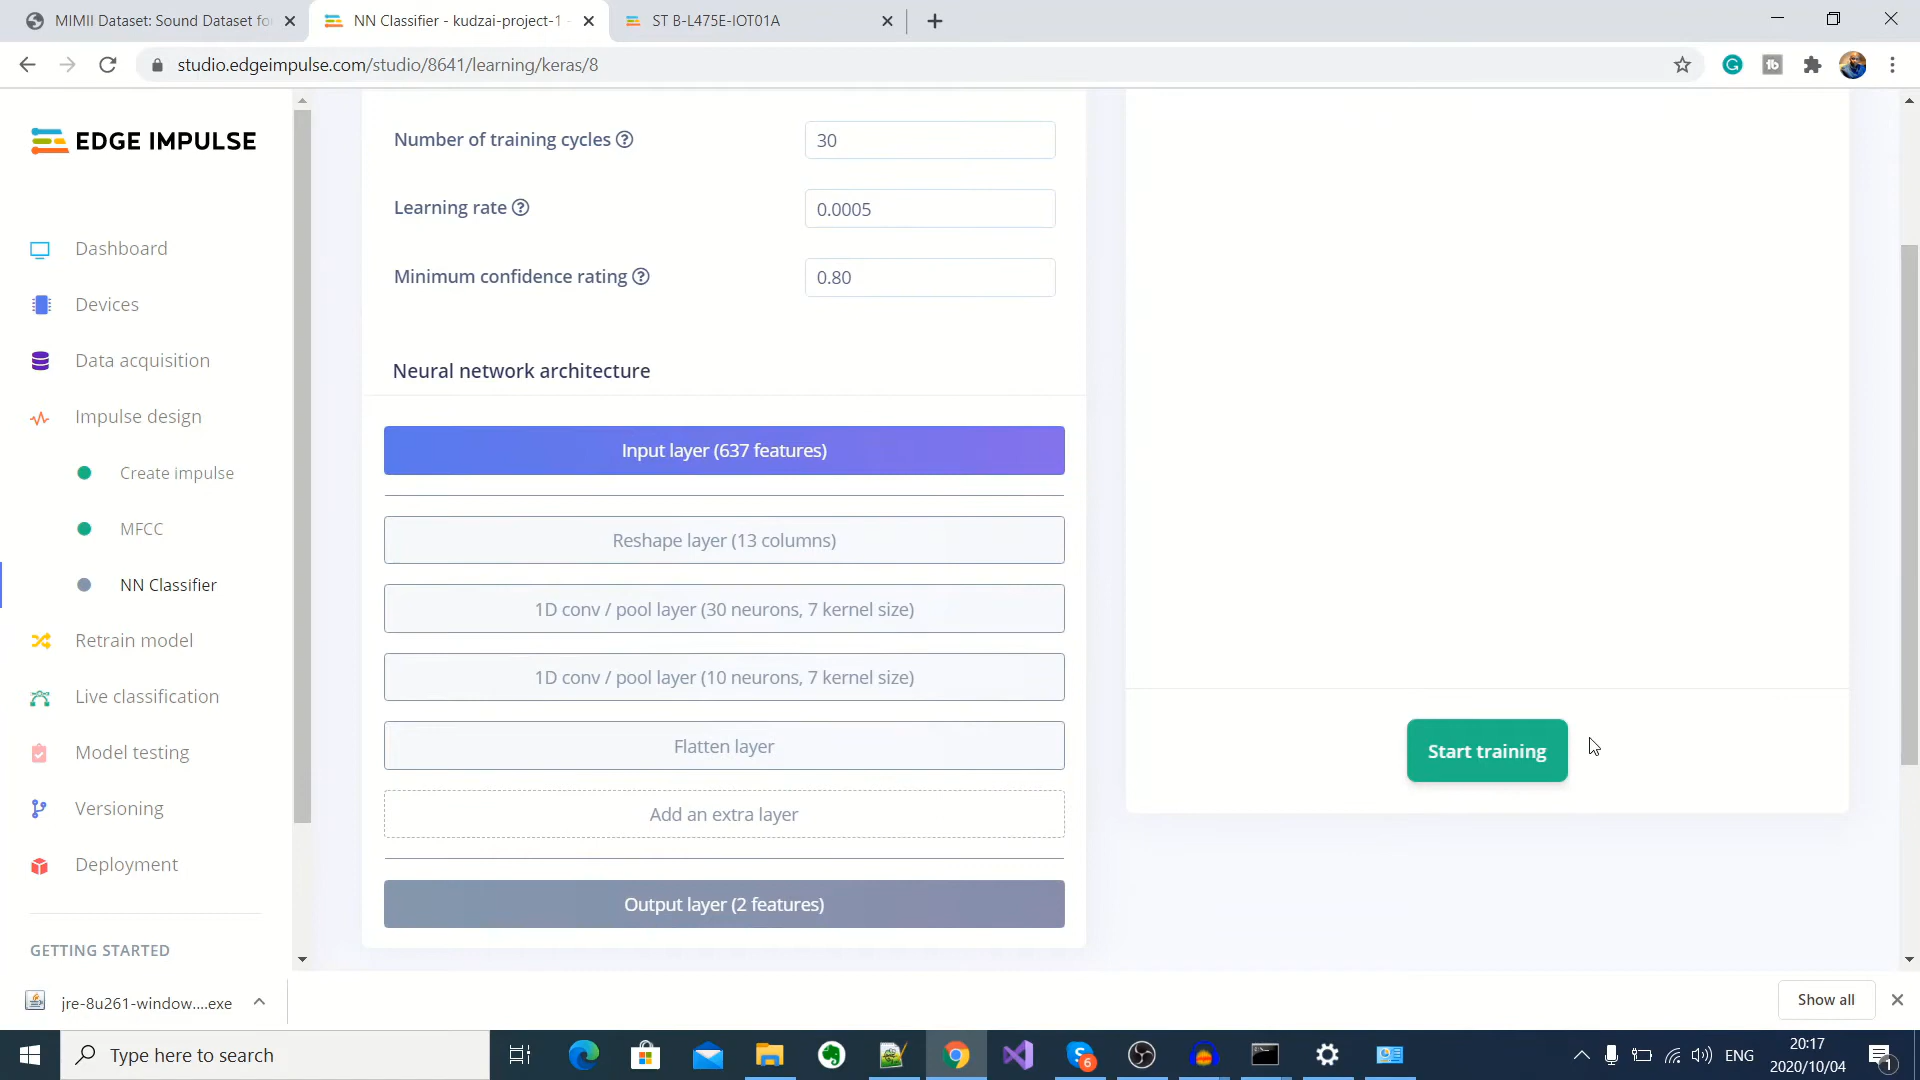 MIMII Dataset: Sound Dataset fo
NN Classifier - kudzai-project-1 -
ST B-L475E-IOT01A
studio.edgeimpulse.com/studio/8641/learning/keras/8
EDGE IMPULSE
Dashboard
Devices
Data acquisition
Impulse design
Create impulse
MFCC
NN Classifier
Retrain model
Live classification
Model testing
Versioning
Deployment
GETTING STARTED
Number of training cycles ?
30
Learning rate ?
0.0005
Minimum confidence rating ?
0.80
Neural network architecture
Input layer (637 features)
Reshape layer (13 columns)
1D conv / pool layer (30 neurons, 7 kernel size)
1D conv / pool layer (10 neurons, 7 kernel size)
Flatten layer
Add an extra layer
Output layer (2 features)
Start training
jre-8u261-window....exe
Show all
Type here to search
6
ENG
20:17
2020/10/04
1